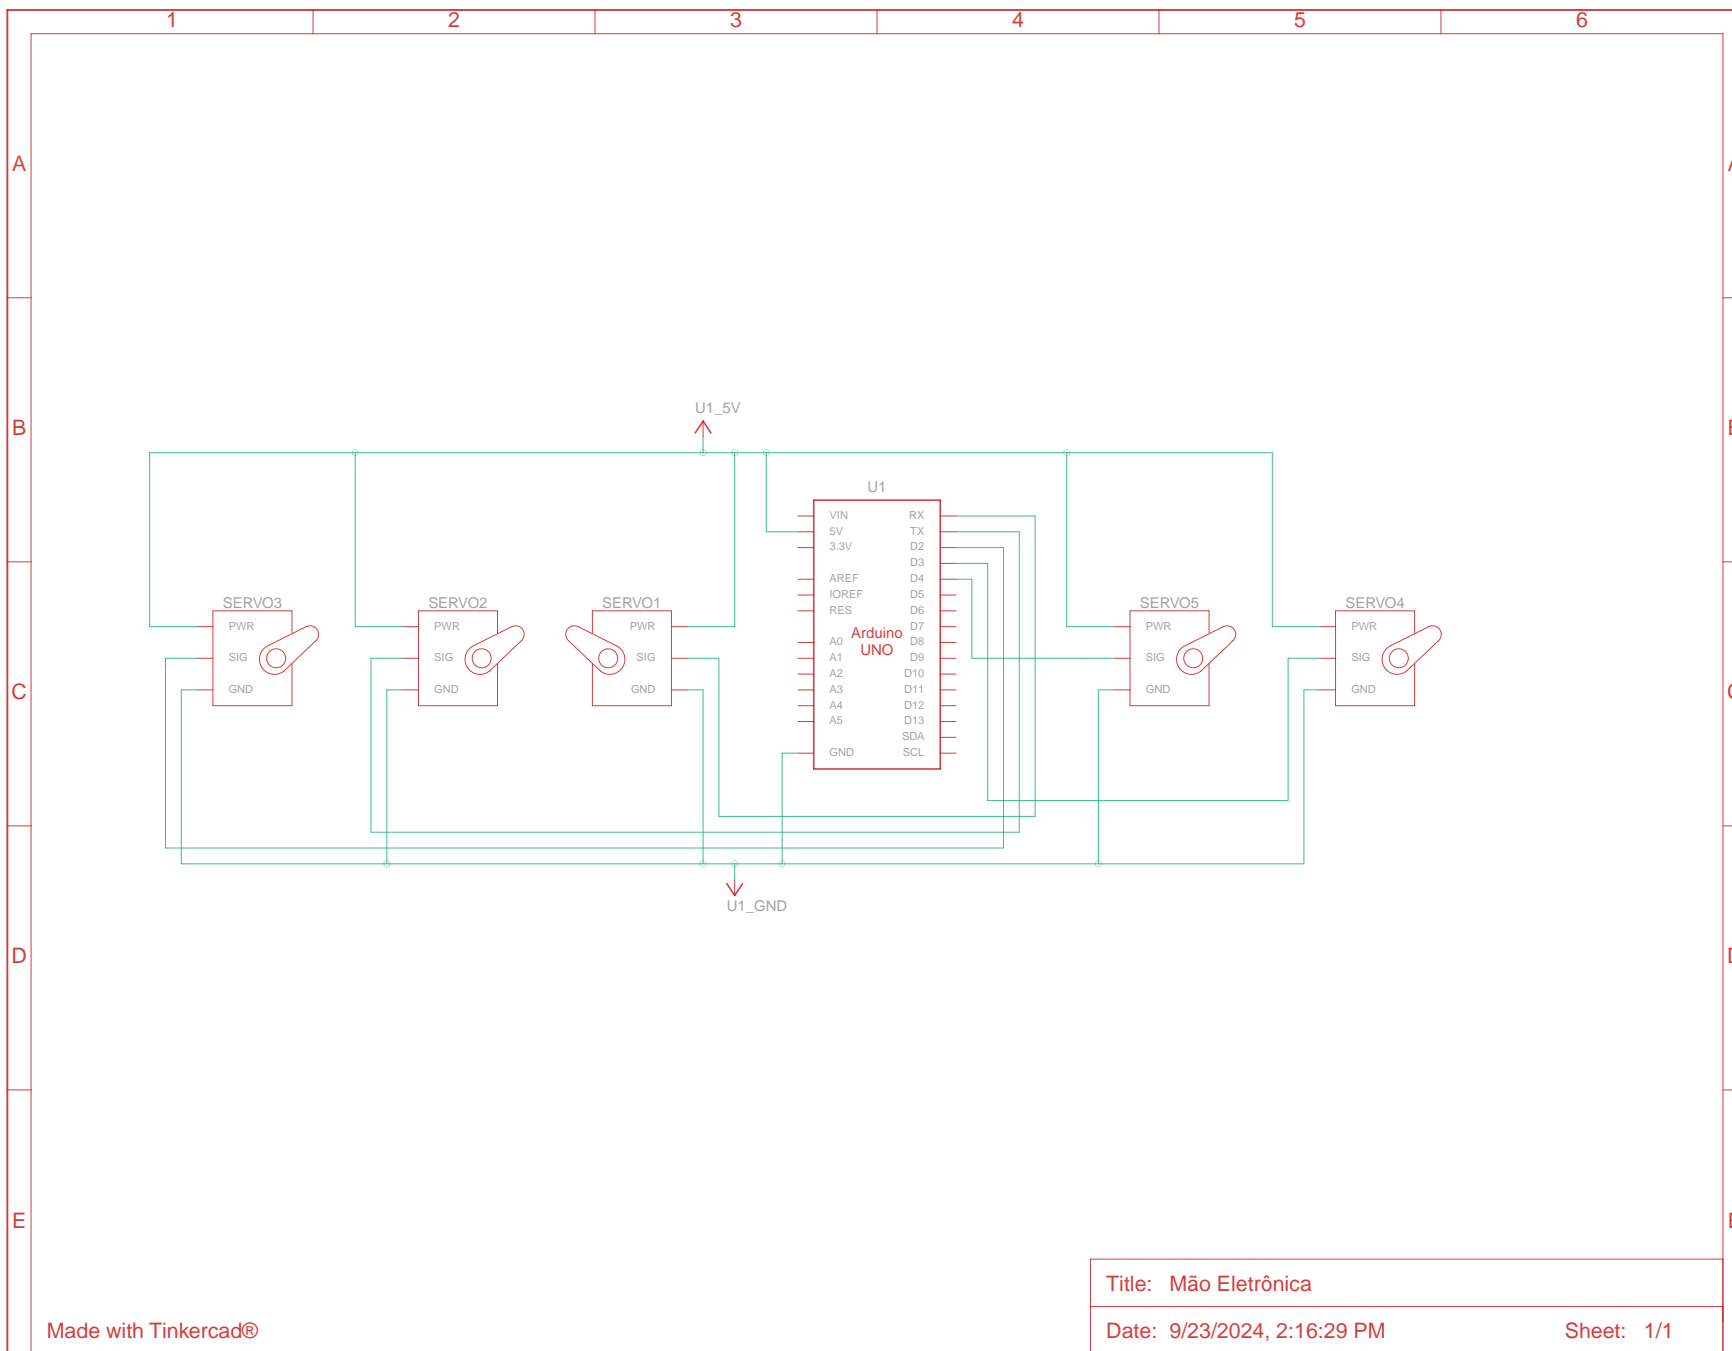 1 2 3 4 5 6
A
B
C
D
E
U1_5V
U1
VIN RX
5V TX
3.3V D2
D3
AREF D4
IOREF D5
RES D6
D7
A0 D8
A1 D9
A2 D10
A3 D11
A4 D12
A5 D13
SDA
GND SCL
Arduino
UNO
SERVO3
PWR
SIG
GND
SERVO2
PWR
SIG
GND
SERVO1
PWR
SIG
GND
SERVO5
PWR
SIG
GND
SERVO4
PWR
SIG
GND
U1_GND
Title: Mão Eletrônica
Made with Tinkercad®
Date: 9/23/2024, 2:16:29 PM Sheet: 1/1